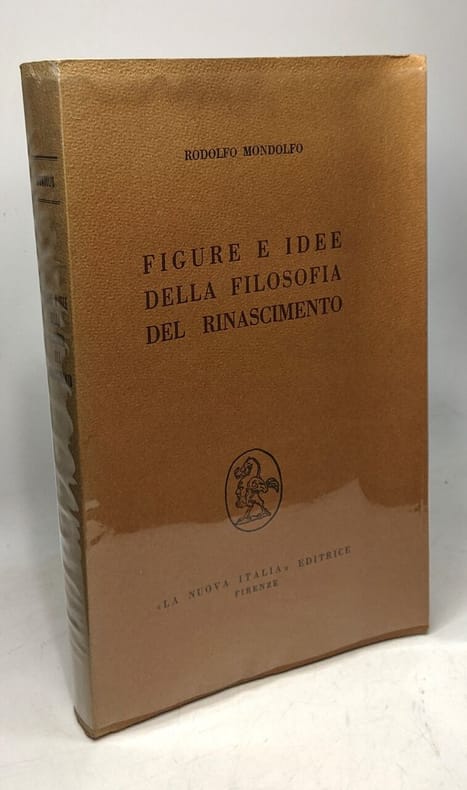 RODOLFO MONDOLFO
FIGURE E IDEE
DELLA FILOSOFIA
DEL RINASCIMENTO
«LA NUOVA ITALIA» EDITRICE
FIRENZE